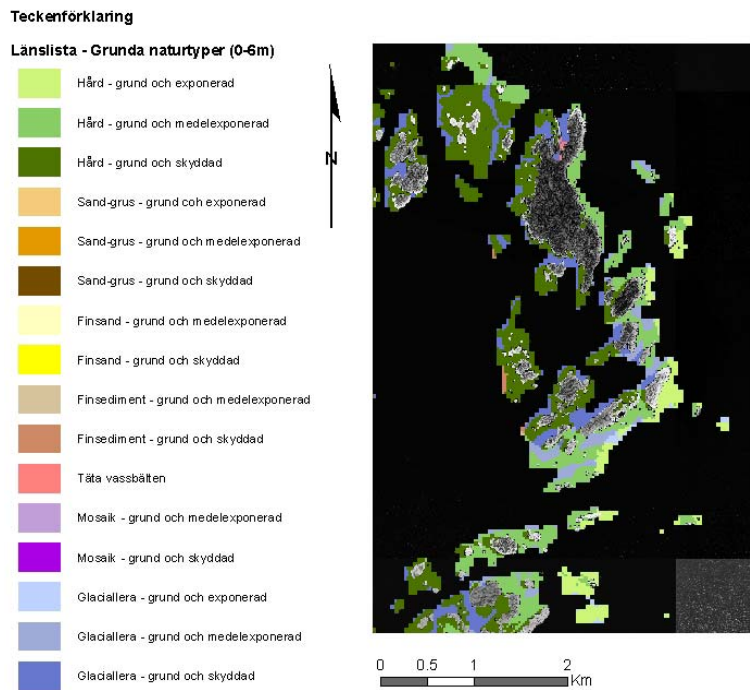 Teckenförklaring
Länslista - Grunda naturtyper (0-6m)
Hård - grund och exponerad
Hård - grund och medelexponerad
Hård - grund och skyddad
Sand-grus - grund coh exponerad
Sand-grus - grund och medelexponerad
Sand-grus - grund och skyddad
Finsand - grund och medelexponerad
Finsand - grund och skyddad
Finsediment - grund och medelexponerad
Finsediment - grund och skyddad
Täta vassbälten
Mosaik - grund och medelexponerad
Mosaik - grund och skyddad
Glaciallera - grund och exponerad
Glaciallera - grund och medelexponerad
Glaciallera - grund och skyddad
N
0 0.5 1 2
Km